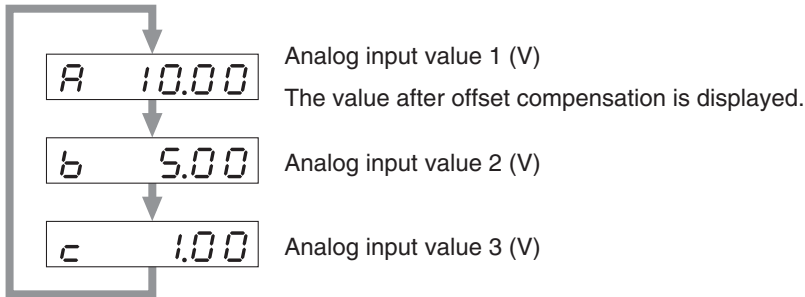 A 10.00
Analog input value 1 (V)
The value after offset compensation is displayed.
b 5.00
Analog input value 2 (V)
c 1.00
Analog input value 3 (V)